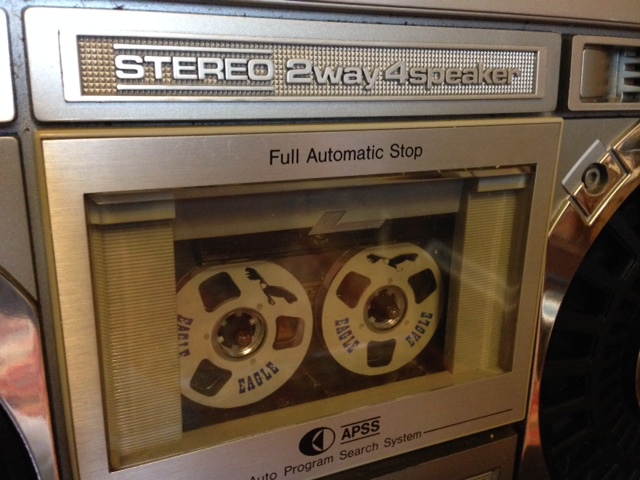 STEREO 2way4speaker
Full Automatic Stop
EAGLE
EAGLE
EAGLE
EAGLE
APSS
Auto Program Search System